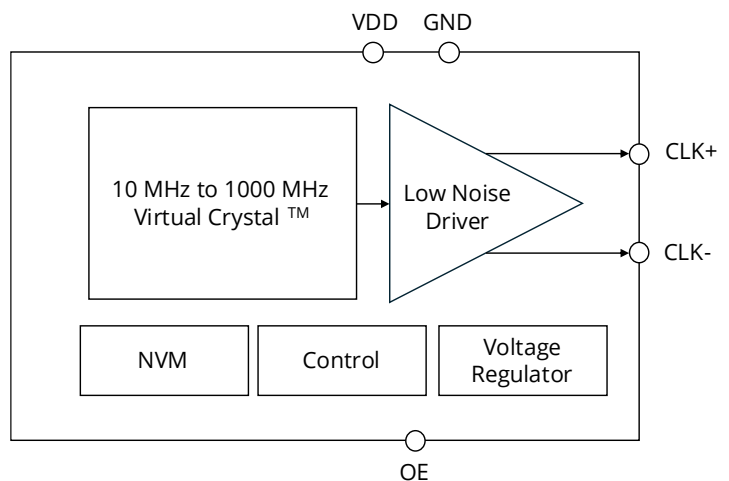 VDD GND
10 MHz to 1000 MHz
Virtual Crystal TM
Low Noise
Driver
CLK+
CLK-
NVM
Control
Voltage
Regulator
OE